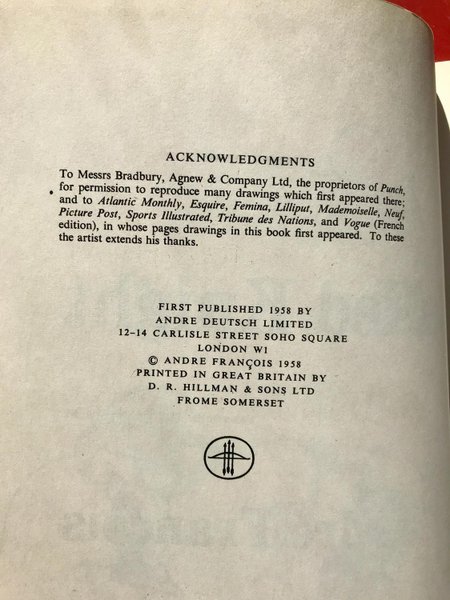 ACKNOWLEDGMENTS
To Messrs Bradbury, Agnew & Company Ltd, the proprietors of Punch,
for permission to reproduce many drawings which first appeared there;
and to Atlantic Monthly, Esquire, Femina, Lilliput, Mademoiselle, Neuf,
Picture Post, Sports Illustrated, Tribune des Nations, and Vogue (French
edition), in whose pages drawings in this book first appeared. To these
the artist extends his thanks.
FIRST PUBLISHED 1958 BY
ANDRE DEUTSCH LIMITED
12-14 CARLISLE STREET SOHO SQUARE
LONDON W1
© ANDRE FRANÇOIS 1958
PRINTED IN GREAT BRITAIN BY
D. R. HILLMAN & SONS LTD
FROME SOMERSET